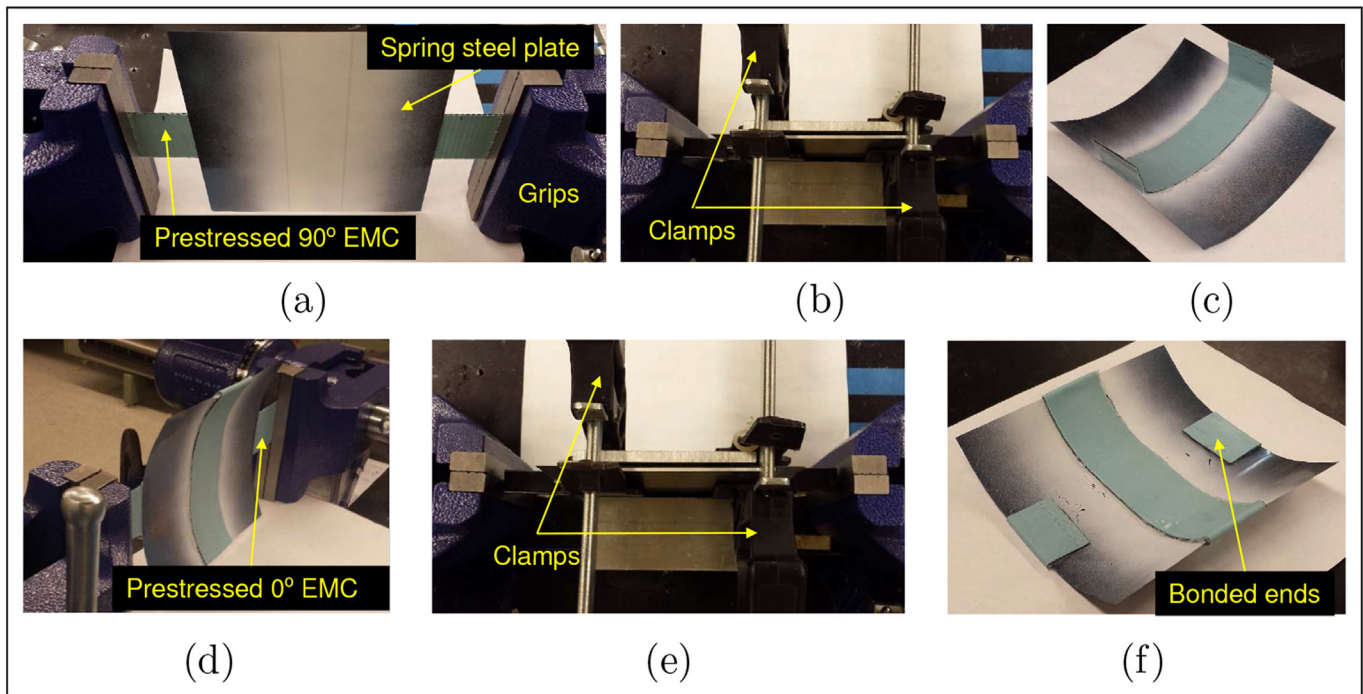 Spring steel plate
Grips
Prestressed 90º EMC
Clamps
(a)
(b)
(c)
Prestressed 0º EMC
Clamps
Bonded ends
(d)
(e)
(f)